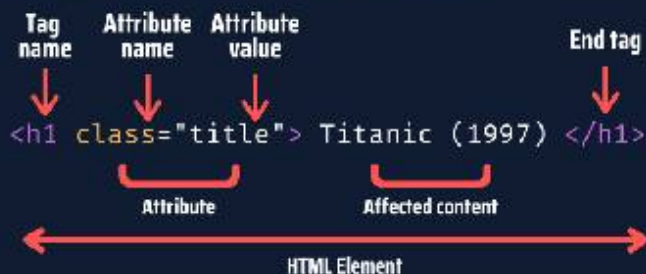 Tag name
Attribute name
Attribute value
End tag
<h1 class="title"> Titanic (1997) </h1>
Attribute
Affected content
HTML Element